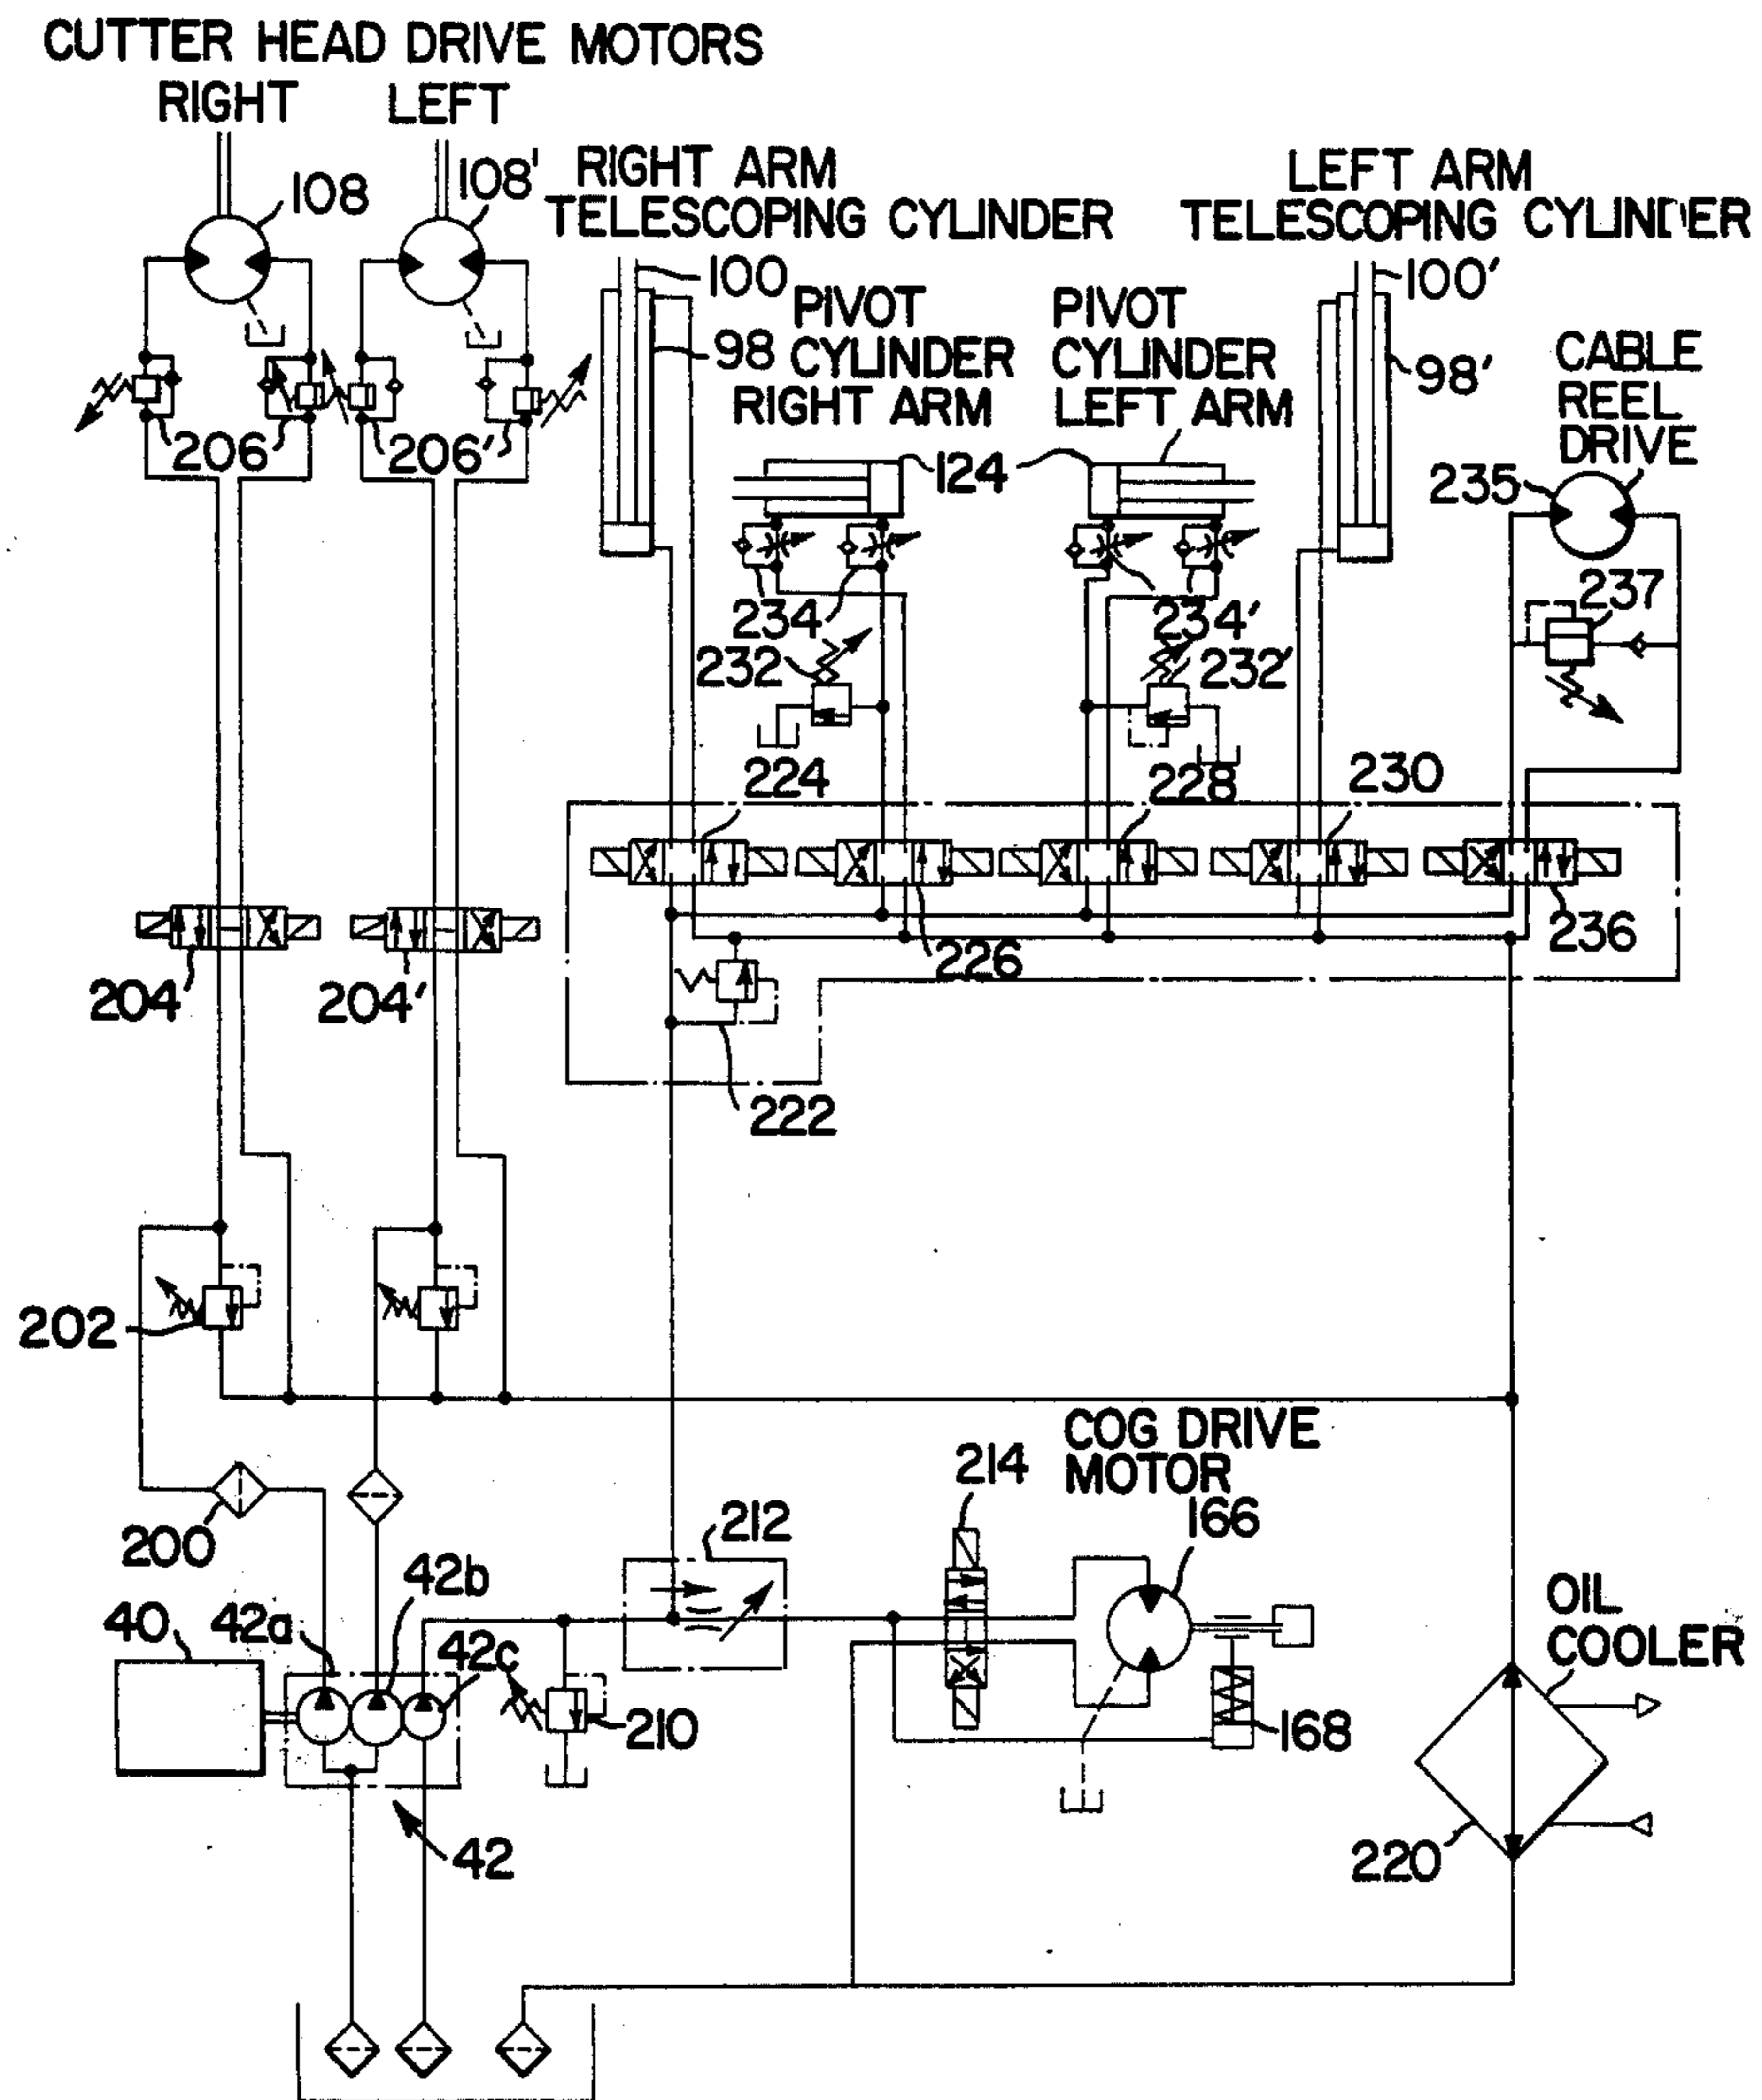 CUTTER HEAD DRIVE MOTORS
RIGHT
LEFT
108
108'
RIGHT ARM
TELESCOPING CYLINDER
LEFT ARM
TELESCOPING CYLINDER
100
98
PIVOT
CYLINDER
RIGHT ARM
PIVOT
CYLINDER
LEFT ARM
100'
98'
CABLE
REEL
DRIVE
206
206'
124
235
234
234'
237
232
232'
224
228
230
204
204'
226
236
222
202
200
212
214
COG DRIVE
MOTOR
166
40
42a
42b
42c
210
168
OIL
COOLER
42
220